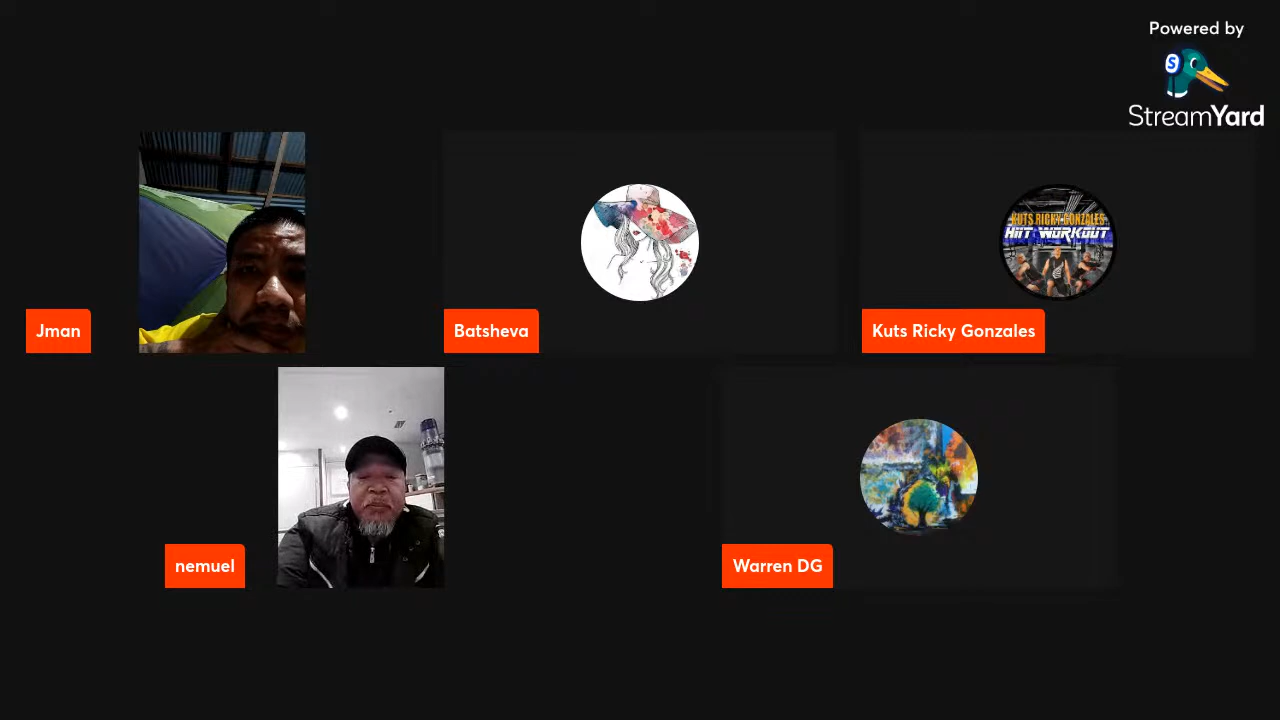 Powered by
S
StreamYard
Jman
Batsheva
KUTS RICKY GONZALES
HIIT WORKOUT
Kuts Ricky Gonzales
nemuel
Warren DG